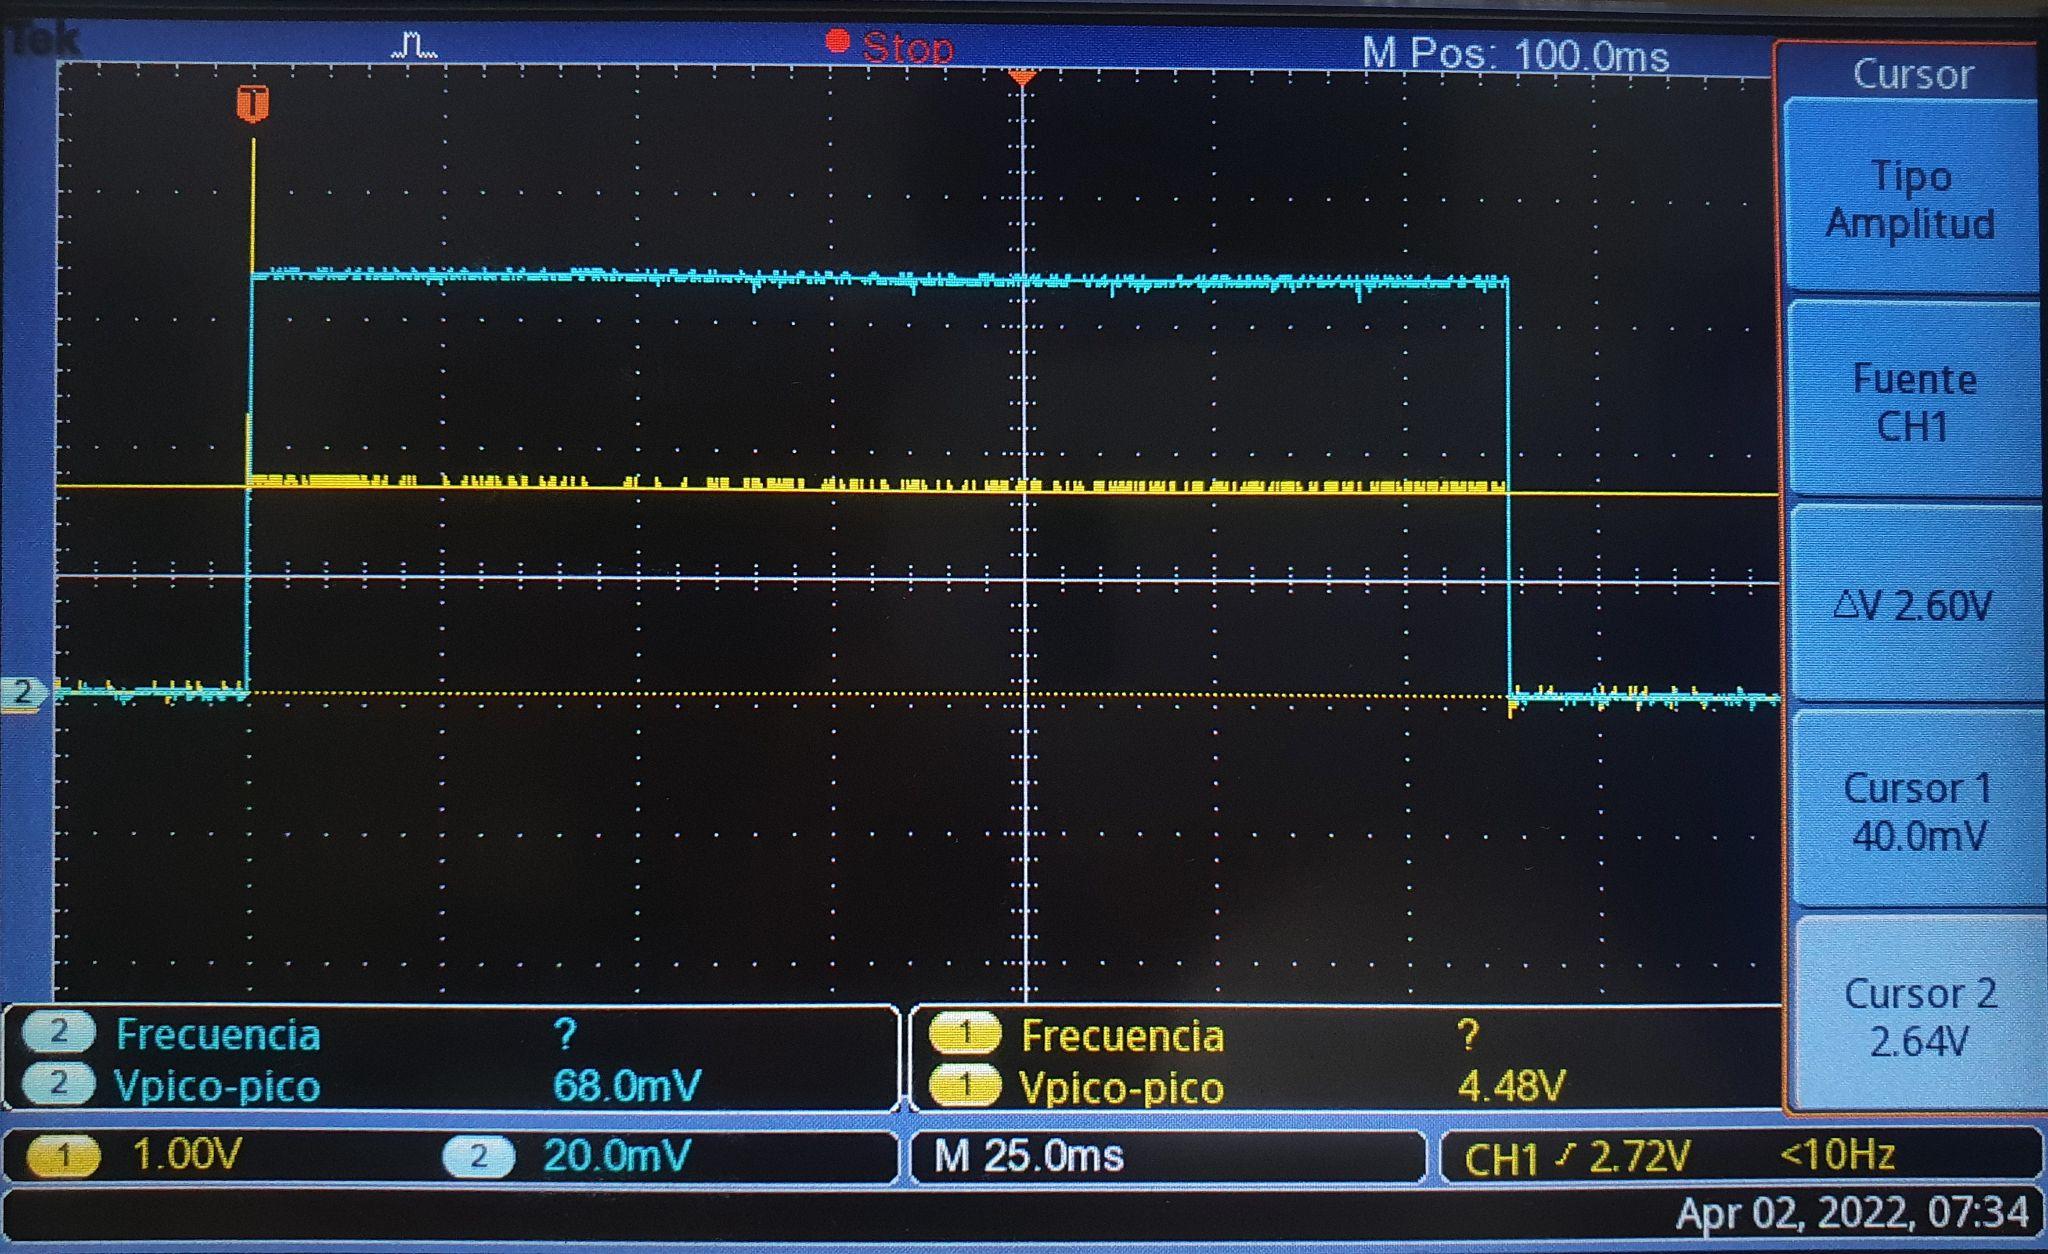 Tek Stop M Pos: 100.0ms
T
Cursor
Tipo
Amplitud
Fuente
CH1
△V 2.60V
Cursor 1
40.0mV
Cursor 2
2.64V
2
2 Frecuencia ? 1 Frecuencia ?
2 Vpico-pico 68.0mV 1 Vpico-pico 4.48V
1 1.00V 2 20.0mV M 25.0ms CH1 2.72V <10Hz
Apr 02, 2022, 07:34